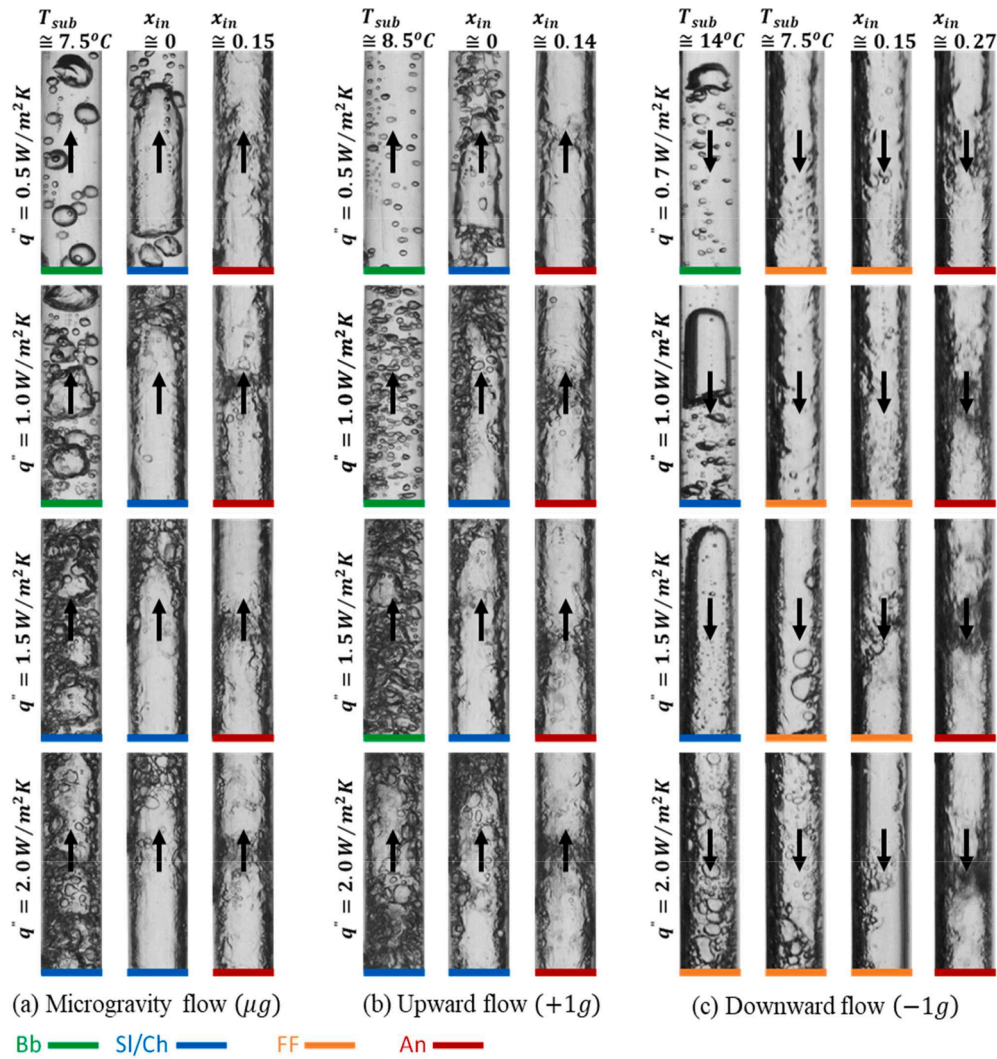 T_sub ≅ 7.5°C
x_in ≅ 0
x_in ≅ 0.15
T_sub ≅ 8.5°C
x_in ≅ 0
x_in ≅ 0.14
T_sub ≅ 14°C
T_sub ≅ 7.5°C
x_in ≅ 0.15
x_in ≅ 0.27
q" = 0.5 W/m²K
q" = 0.5 W/m²K
q" = 0.7 W/m²K
q" = 1.0 W/m²K
q" = 1.0 W/m²K
q" = 1.0 W/m²K
q" = 1.5 W/m²K
q" = 1.5 W/m²K
q" = 1.5 W/m²K
q" = 2.0 W/m²K
q" = 2.0 W/m²K
q" = 2.0 W/m²K
(a) Microgravity flow (μg)
(b) Upward flow (+1g)
(c) Downward flow (−1g)
Bb
Sl/Ch
FF
An